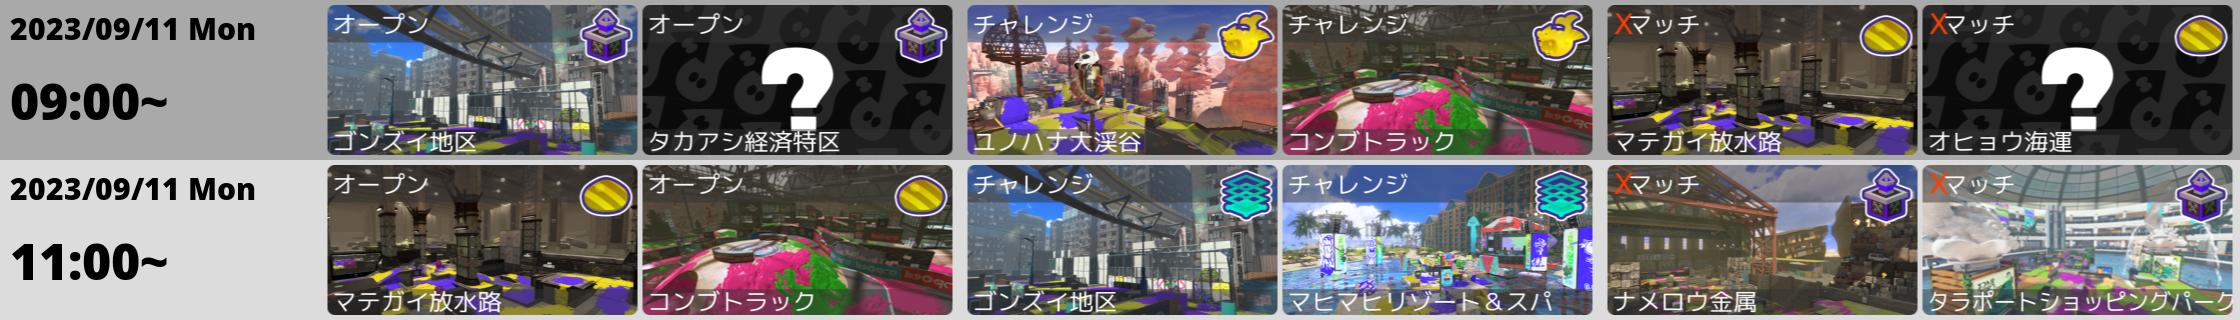 2023/09/11 Mon
09:00~
オープン
ゴンズイ地区
オープン
?
タカアシ経済特区
チャレンジ
ユノハナ大渓谷
チャレンジ
コンブトラック
Xマッチ
マテガイ放水路
Xマッチ
?
オヒョウ海運
2023/09/11 Mon
11:00~
オープン
マテガイ放水路
オープン
コンブトラック
チャレンジ
ゴンズイ地区
チャレンジ
マヒマヒリゾート＆スパ
Xマッチ
ナメロウ金属
Xマッチ
タラポートショッピングパーク